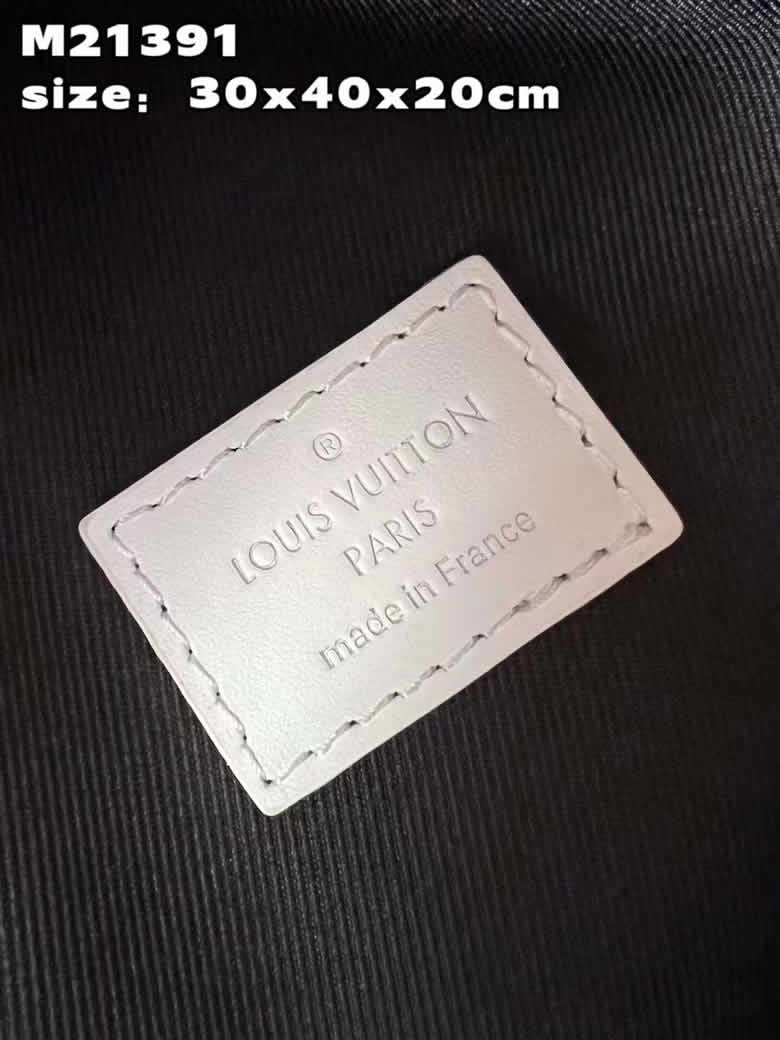 M21391
size：30x40x20cm
®
LOUIS VUITTON
PARIS
made in France